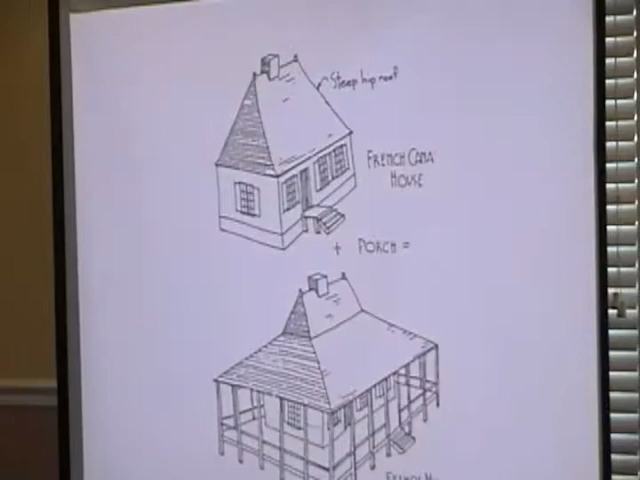 Steep hip roof
FRENCH CANA
HOUSE
+ PORCH =